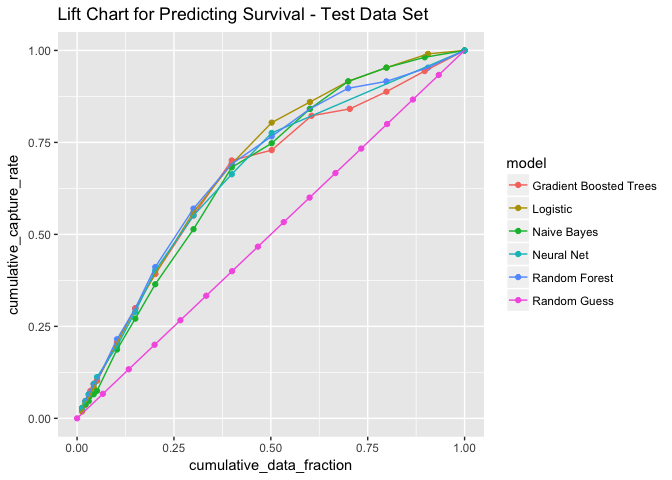 Lift Chart for Predicting Survival - Test Data Set
1.00
0.75
0.50
0.25
0.00
cumulative_capture_rate
0.00
0.25
0.50
0.75
1.00
cumulative_data_fraction
model
Gradient Boosted Trees
Logistic
Naive Bayes
Neural Net
Random Forest
Random Guess